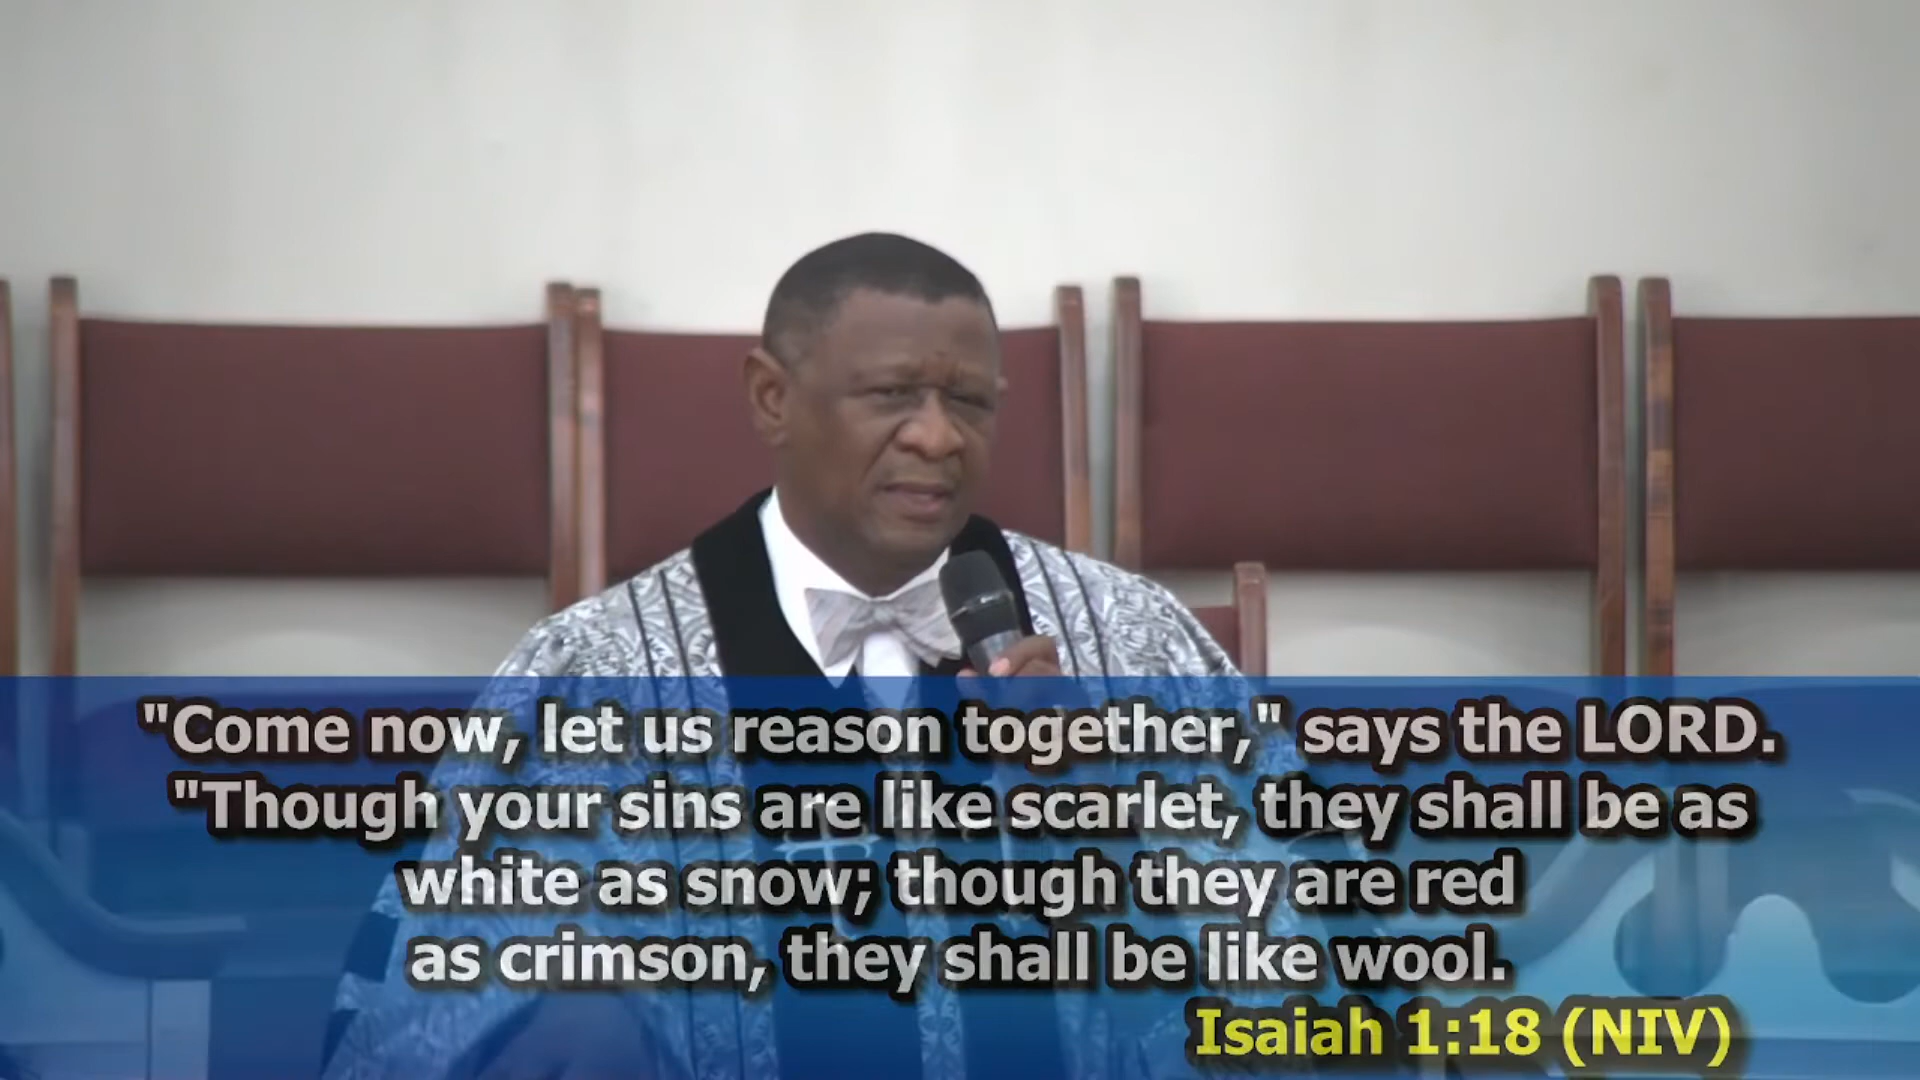 "Come now, let us reason together," says the LORD.
"Though your sins are like scarlet, they shall be as
white as snow; though they are red
as crimson, they shall be like wool.
Isaiah 1:18 (NIV)